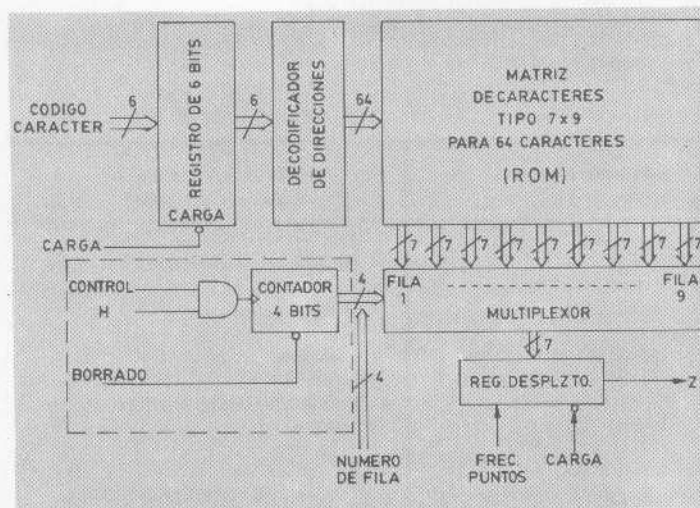 CODIGO
CARACTER
6
REGISTRO DE 6 BITS
CARGA
6
DECODIFICADOR
DE DIRECCIONES
64
MATRIZ
DE CARACTERES
TIPO 7x9
PARA 64 CARACTERES
(ROM)
CARGA
7 7 7 7 7 7 7 7 7
CONTROL
H
CONTADOR
4 BITS
4
FILA
1
FILA
9
MULTIPLEXOR
BORRADO
4
7
REG. DESPLZTO.
Z
NUMERO
DE FILA
FREC.
PUNTOS
CARGA